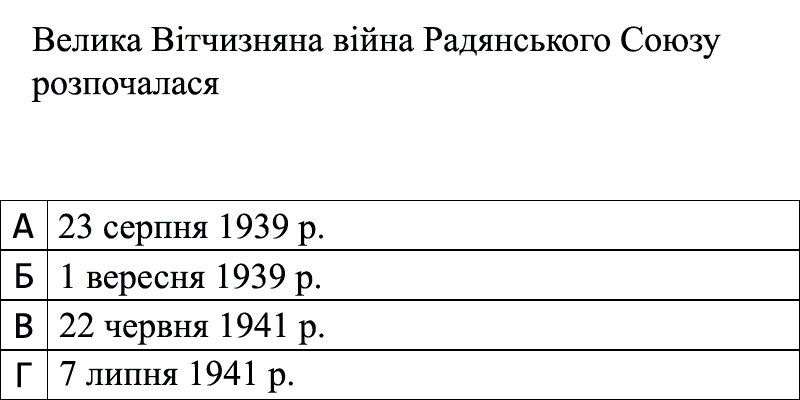 Велика Вітчизняна війна Радянського Союзу
розпочалася
А 23 серпня 1939 р.
Б 1 вересня 1939 р.
В 22 червня 1941 р.
Г 7 липня 1941 р.